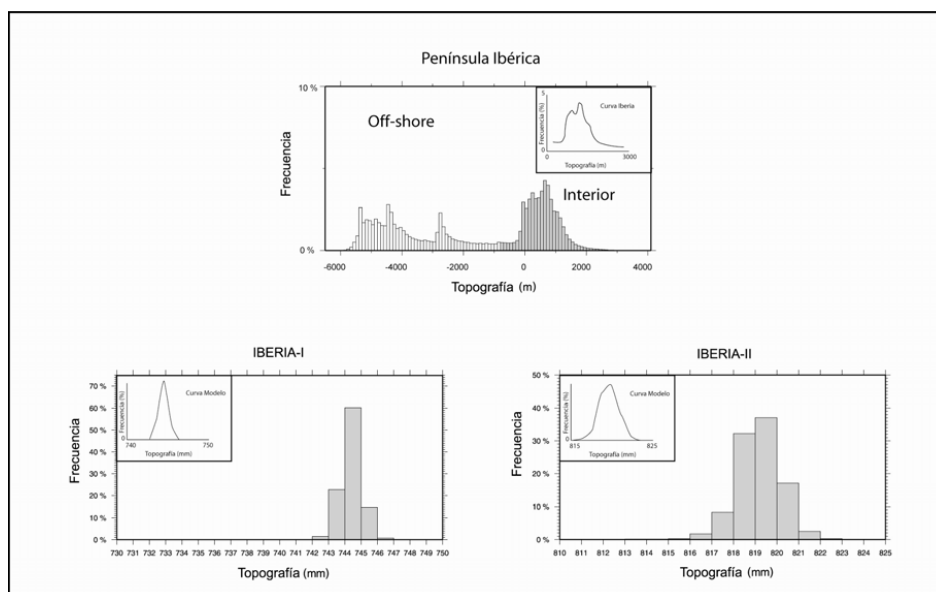 Península Ibérica
10 %
Off-shore
5
Frecuencia (%)
Curva Iberia
0
3000
Topografía (m)
Frecuencia
Interior
0 %
-6000 -4000 -2000 0 2000 4000
Topografía (m)
IBERIA-I
70 %
60 %
50 %
40 %
30 %
20 %
10 %
0 %
Frecuencia
Frecuencia (%)
0
Curva Modelo
740 750
Topografía (mm)
730 731 732 733 734 735 736 737 737 738 739 740 741 742 743 744 745 746 747 748 749 750
Topografía (mm)
IBERIA-II
50 %
40 %
30 %
20 %
10 %
0 %
Frecuencia
Frecuencia (%)
0
Curva Modelo
815 825
Topografía (mm)
810 811 812 813 814 815 816 817 818 819 820 821 822 823 824 825
Topografía (mm)